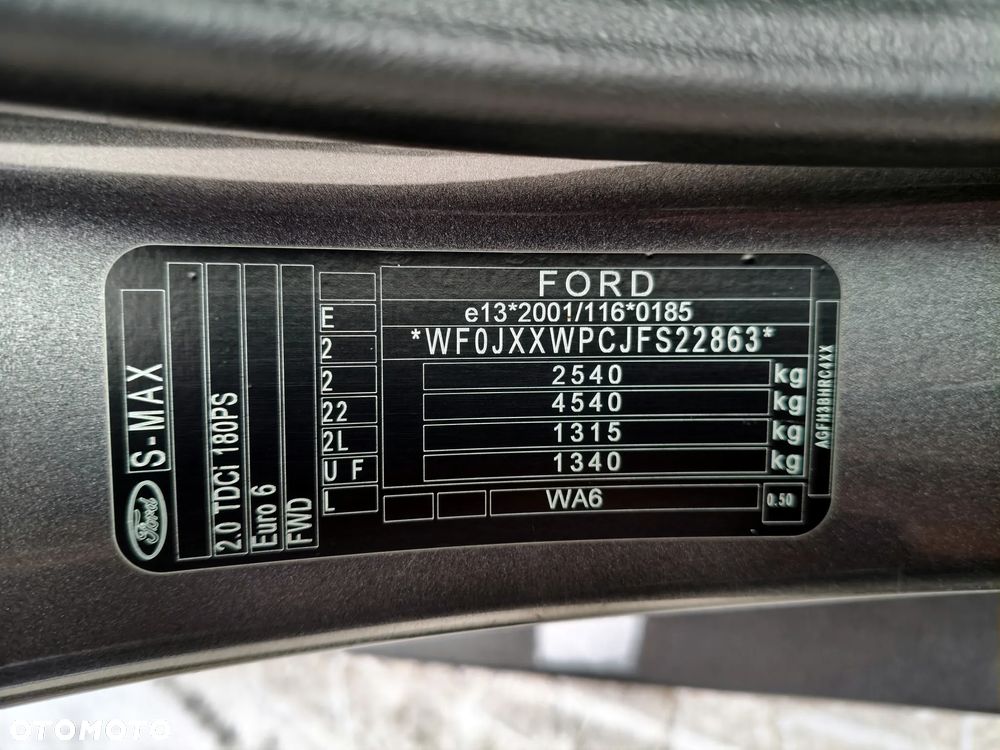 FORD
e13*2001/116*0185
*WF0JXXWPCJFS22863*
2540 kg
4540 kg
1315 kg
1340 kg
WA6
0.50
AGFH3BHRC4XX
E
2
2
22
2L
U F
L
FWD
Euro 6
2.0 TDCi 180PS
S-MAX
Ford
OTOMOTO